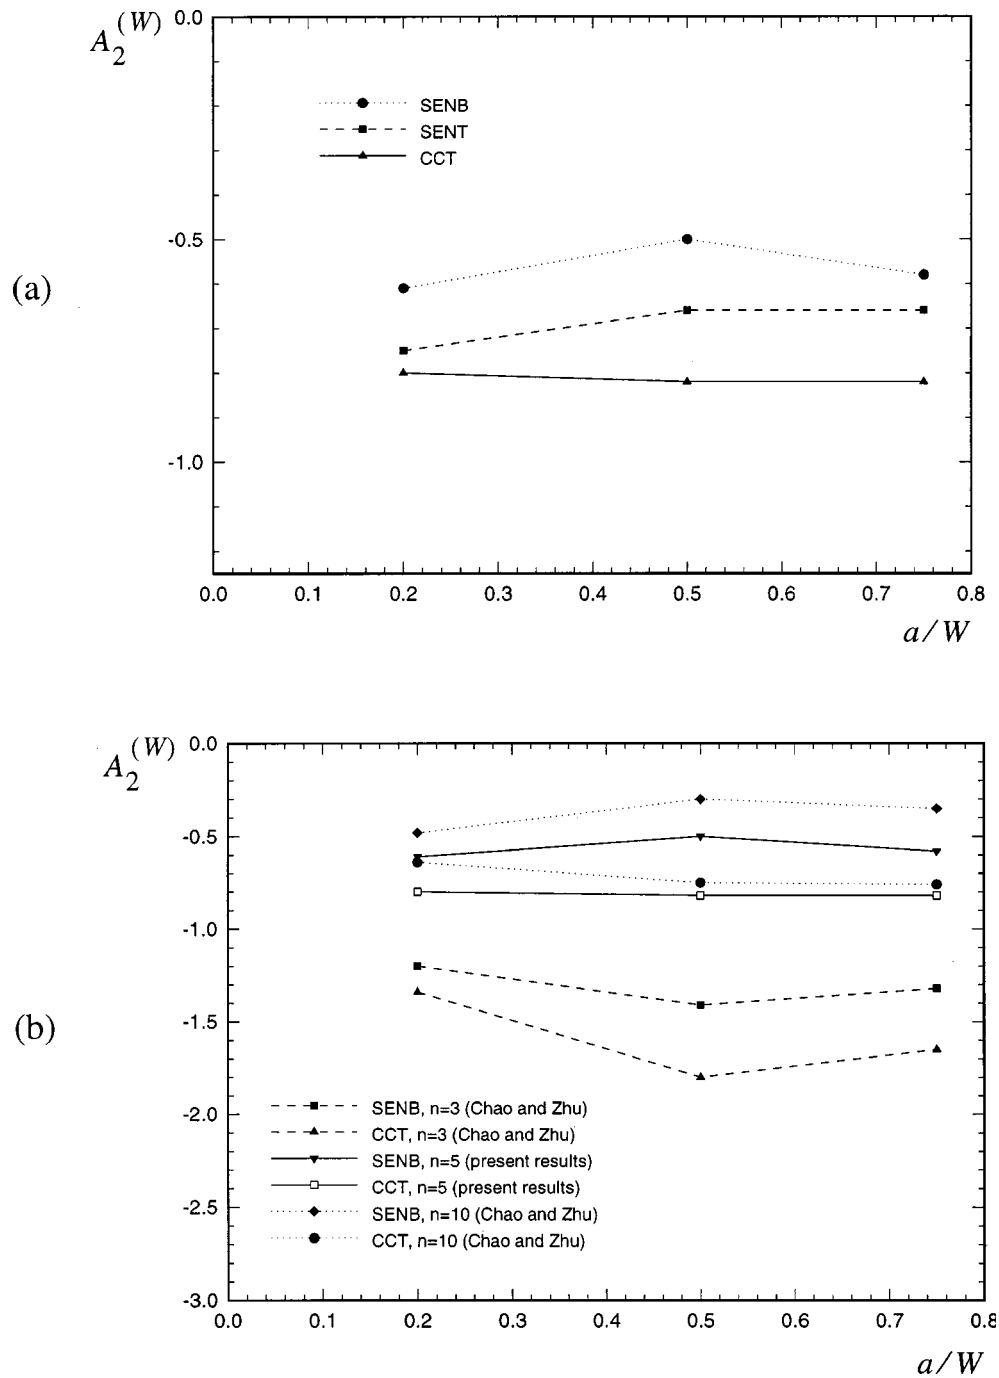 A₂⁽ᵂ⁾
0.0
-0.5
-1.0
SENB
SENT
CCT
(a)
0.0 0.1 0.2 0.3 0.4 0.5 0.6 0.7 0.8
a/W
A₂⁽ᵂ⁾
0.0
-0.5
-1.0
-1.5
-2.0
-2.5
-3.0
(b)
SENB, n=3 (Chao and Zhu)
CCT, n=3 (Chao and Zhu)
SENB, n=5 (present results)
CCT, n=5 (present results)
SENB, n=10 (Chao and Zhu)
CCT, n=10 (Chao and Zhu)
0.0 0.1 0.2 0.3 0.4 0.5 0.6 0.7 0.8
a/W